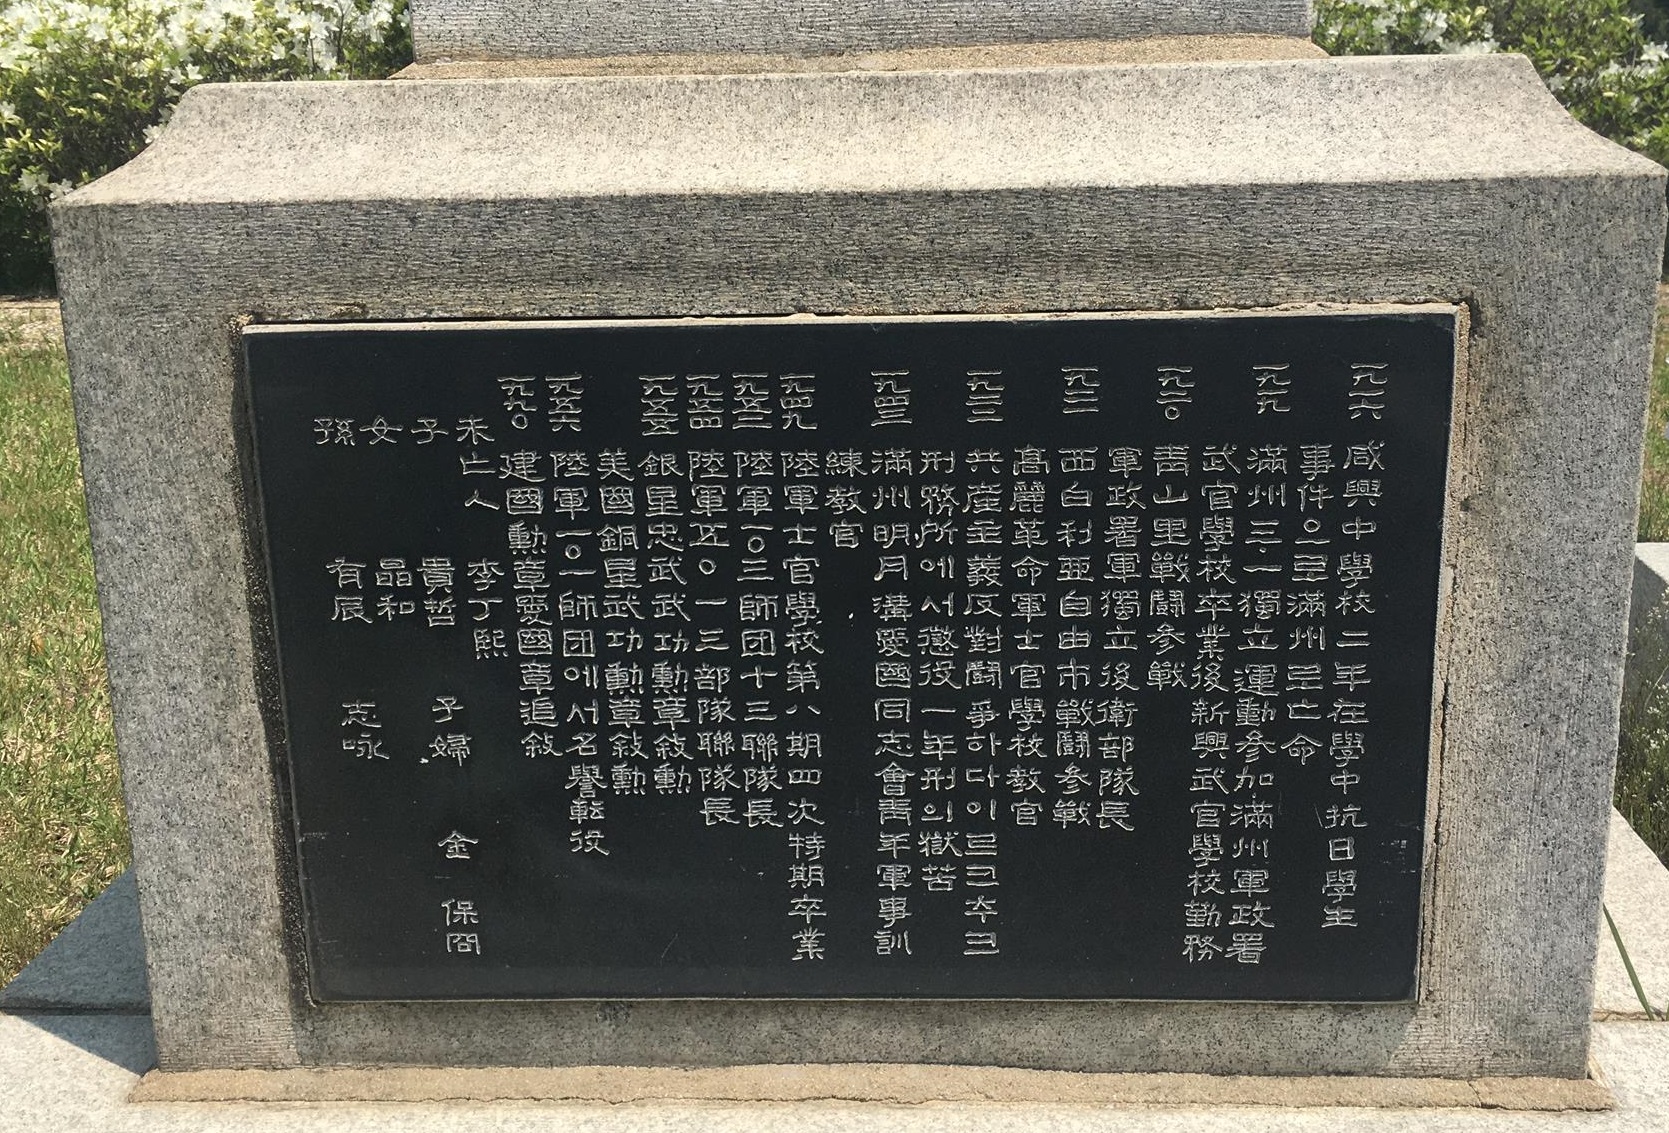 一九一六 咸興中學校二年在學中抗日學生
事件으로滿州로亡命
一九一九 滿州三·一獨立運動參加滿州軍政署
武官學校卒業後新興武官學校勤務
一九二〇 靑山里戰鬪参戰
軍政署軍獨立後衛部隊長
一九二一 西白利亞自由市戰鬪参戰
高麗革命軍士官學校教官
一九二三 共産主義反對鬪爭하다이르크추크
刑務所에서懲役一年刑의獄苦
一九四三 滿州明月溝愛國同志會靑年軍事訓
練教官
一九四九 陸軍士官學校第八期四次特期卒業
一九五三 陸軍一〇三師団十三聯隊長
一九五四 陸軍五〇一三部隊聯隊長
一九五五 銀星忠武武功勳章敍勳
美國銅星武功勳章敍勳
一九五六 陸軍一〇一師団에서名譽転役
一九九〇 建國勳章愛國章追敍
未亡人 李丁熙
子 貴哲 子婦 金保冏
女 晶和
孫 有辰 志咏